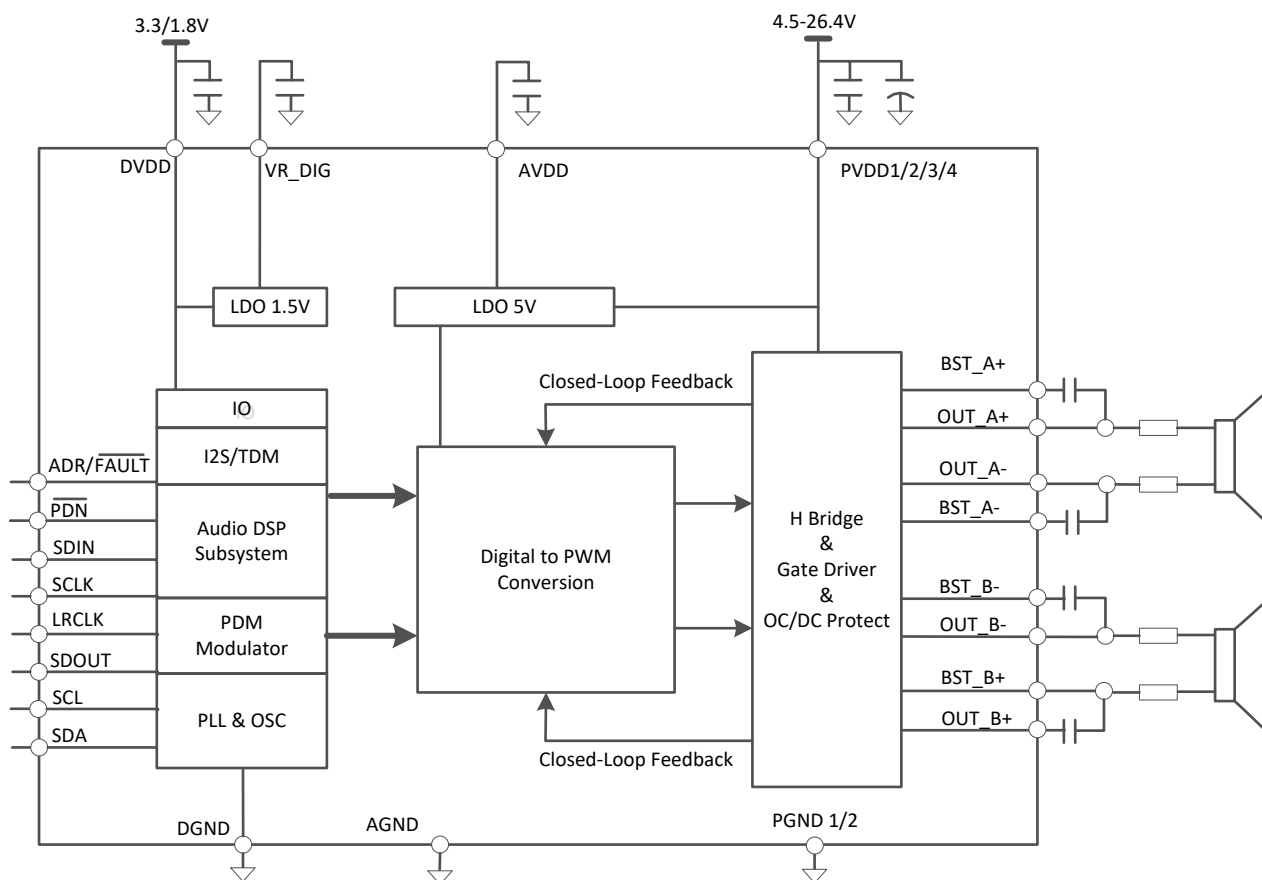 3.3/1.8V
4.5-26.4V
DVDD
VR_DIG
AVDD
PVDD1/2/3/4
LDO 1.5V
LDO 5V
IO
I2S/TDM
Audio DSP
Subsystem
PDM
Modulator
PLL & OSC
ADR/FAULT
PDN
SDIN
SCLK
LRCLK
SDOUT
SCL
SDA
Closed-Loop Feedback
Digital to PWM
Conversion
Closed-Loop Feedback
H Bridge
&
Gate Driver
&
OC/DC Protect
BST_A+
OUT_A+
OUT_A-
BST_A-
BST_B-
OUT_B-
BST_B+
OUT_B+
DGND
AGND
PGND 1/2